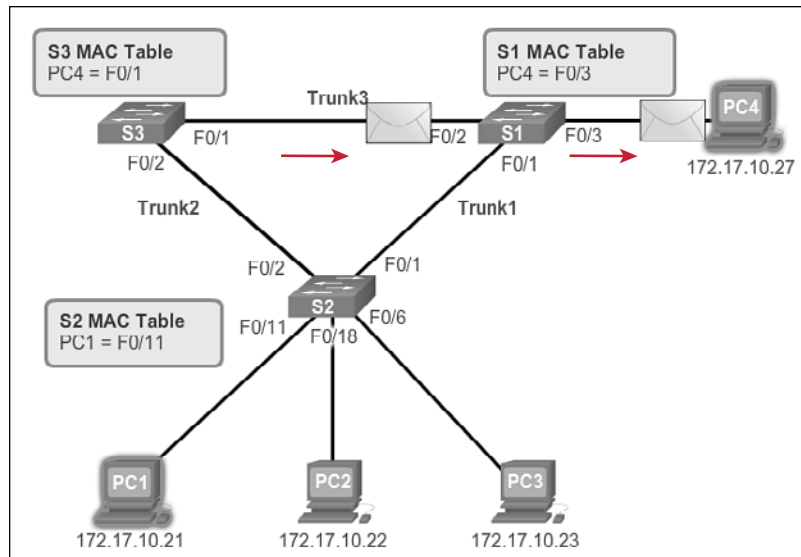 S3 MAC Table
PC4 = F0/1
S1 MAC Table
PC4 = F0/3
Trunk3
S3
F0/1
F0/2
S1
F0/3
PC4
F0/2
F0/1
172.17.10.27
Trunk2
Trunk1
F0/2
F0/1
S2
S2 MAC Table
PC1 = F0/11
F0/11
F0/18
F0/6
PC1
PC2
PC3
172.17.10.21
172.17.10.22
172.17.10.23